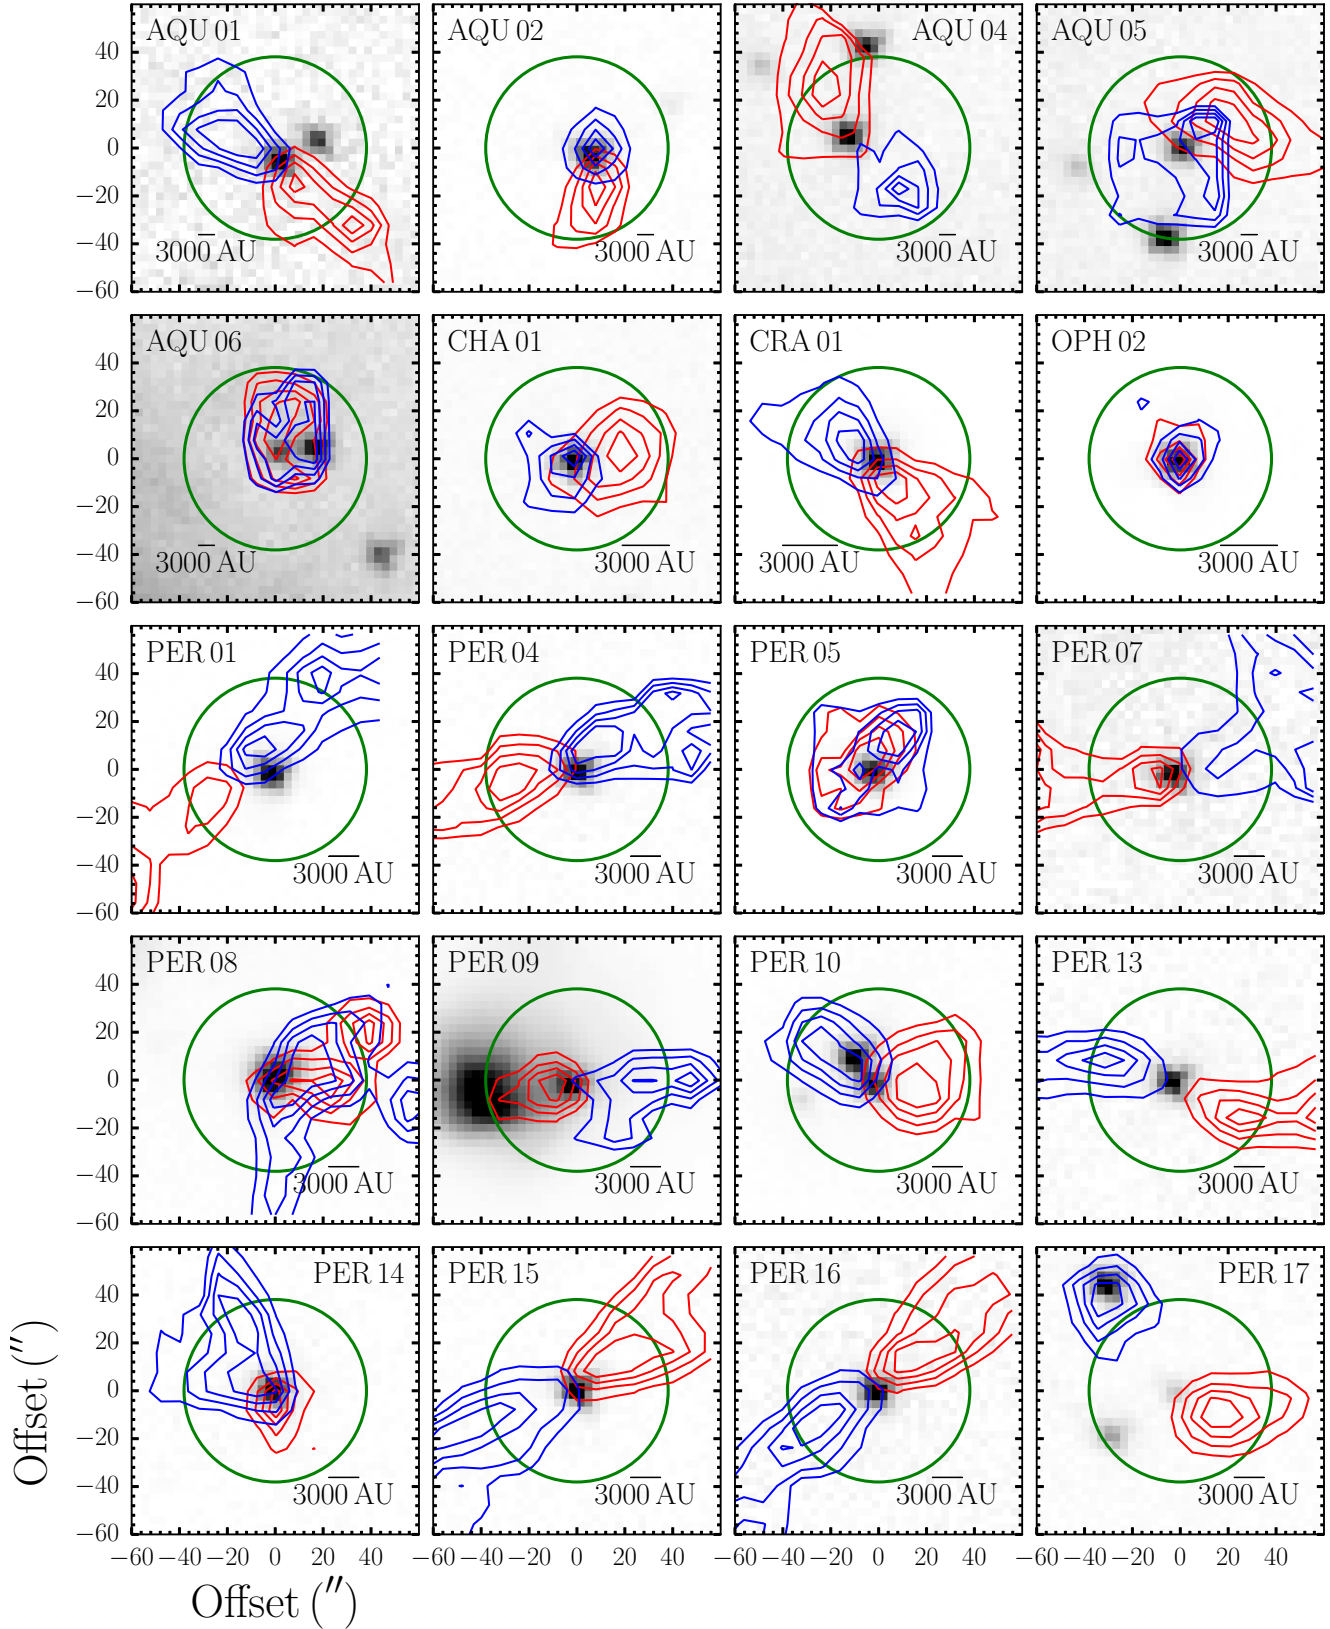 AQU 01 AQU 02 AQU 04 AQU 05
40
20
0
−20
−40
−60
3000 AU 3000 AU 3000 AU 3000 AU
AQU 06 CHA 01 CRA 01 OPH 02
40
20
0
−20
−40
−60
3000 AU 3000 AU 3000 AU 3000 AU
PER 01 PER 04 PER 05 PER 07
40
20
0
−20
−40
−60
3000 AU 3000 AU 3000 AU 3000 AU
PER 08 PER 09 PER 10 PER 13
40
20
0
−20
−40
−60
3000 AU 3000 AU 3000 AU 3000 AU
PER 14 PER 15 PER 16 PER 17
40
20
0
−20
−40
−60
3000 AU 3000 AU 3000 AU 3000 AU
−60 −40 −20 0 20 40 −60 −40 −20 0 20 40 −60 −40 −20 0 20 40 −60 −40 −20 0 20 40
Offset (″)
Offset (″)